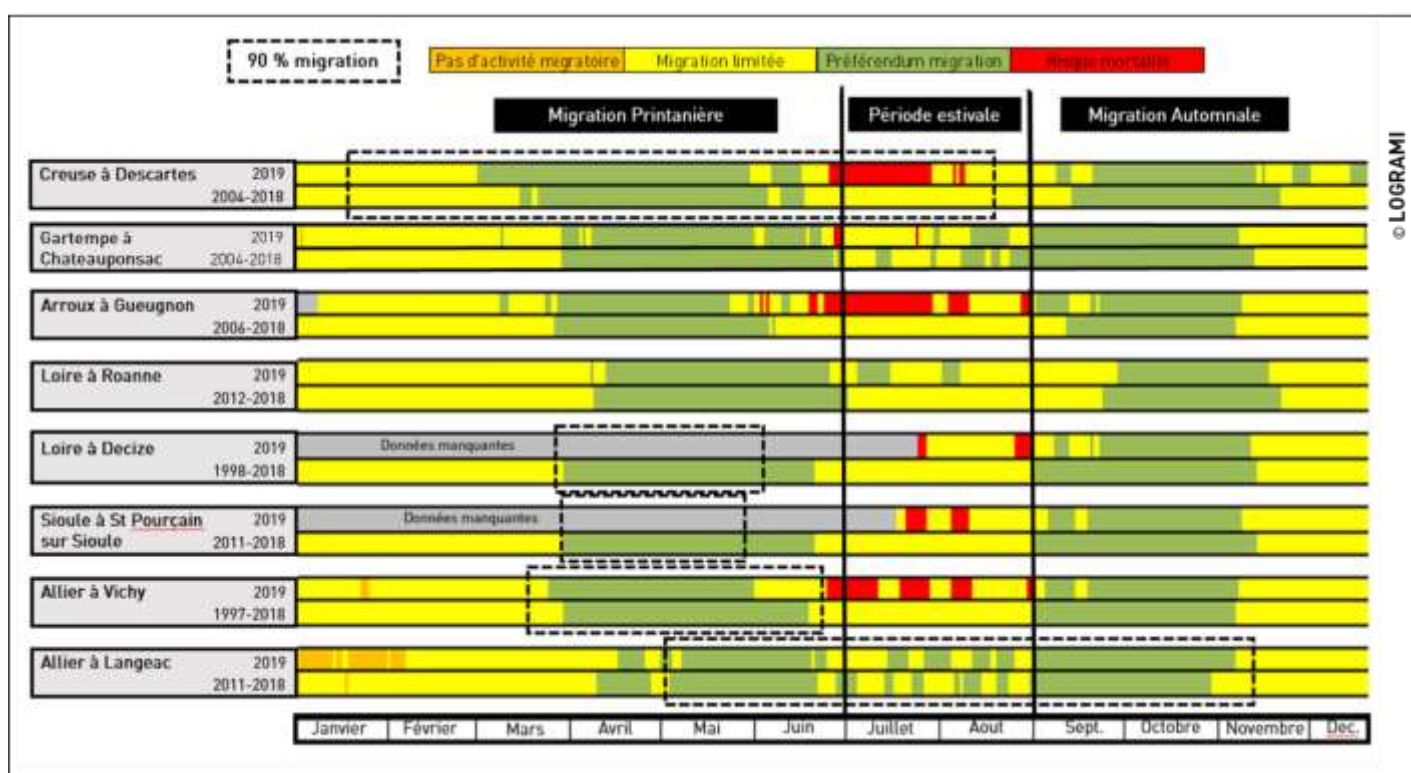 90 % migration
Pas d'activité migratoire Migration limitée Préférendum migration Risque mortalité
Migration Printanière Période estivale Migration Automnale
© LOGRAMI
Creuse à Descartes 2019
2004-2018
Gartempe à 2019
Chateauponsac 2004-2018
Arroux à Gueugnon 2019
2006-2018
Loire à Roanne 2019
2012-2018
Loire à Decize 2019 Données manquantes
1998-2018
Sioule à St Pourçain 2019 Données manquantes
sur Sioule 2011-2018
Allier à Vichy 2019
1997-2018
Allier à Langeac 2019
2011-2018
Janvier Février Mars Avril Mai Juin Juillet Aout Sept. Octobre Novembre Dec.